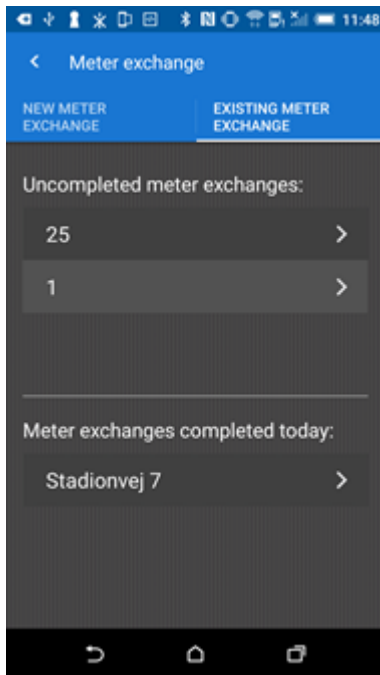 11:48
Meter exchange
NEW METER
EXCHANGE
EXISTING METER
EXCHANGE
Uncompleted meter exchanges:
25
1
Meter exchanges completed today:
Stadionvej 7